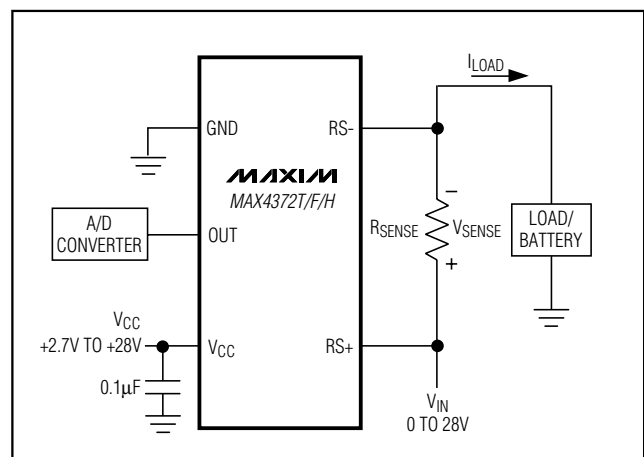 I_LOAD
GND
RS-
MAXIM
MAX4372T/F/H
A/D
CONVERTER
OUT
R_SENSE
−
V_SENSE
+
LOAD/
BATTERY
V_CC
+2.7V TO +28V
V_CC
RS+
0.1µF
V_IN
0 TO 28V